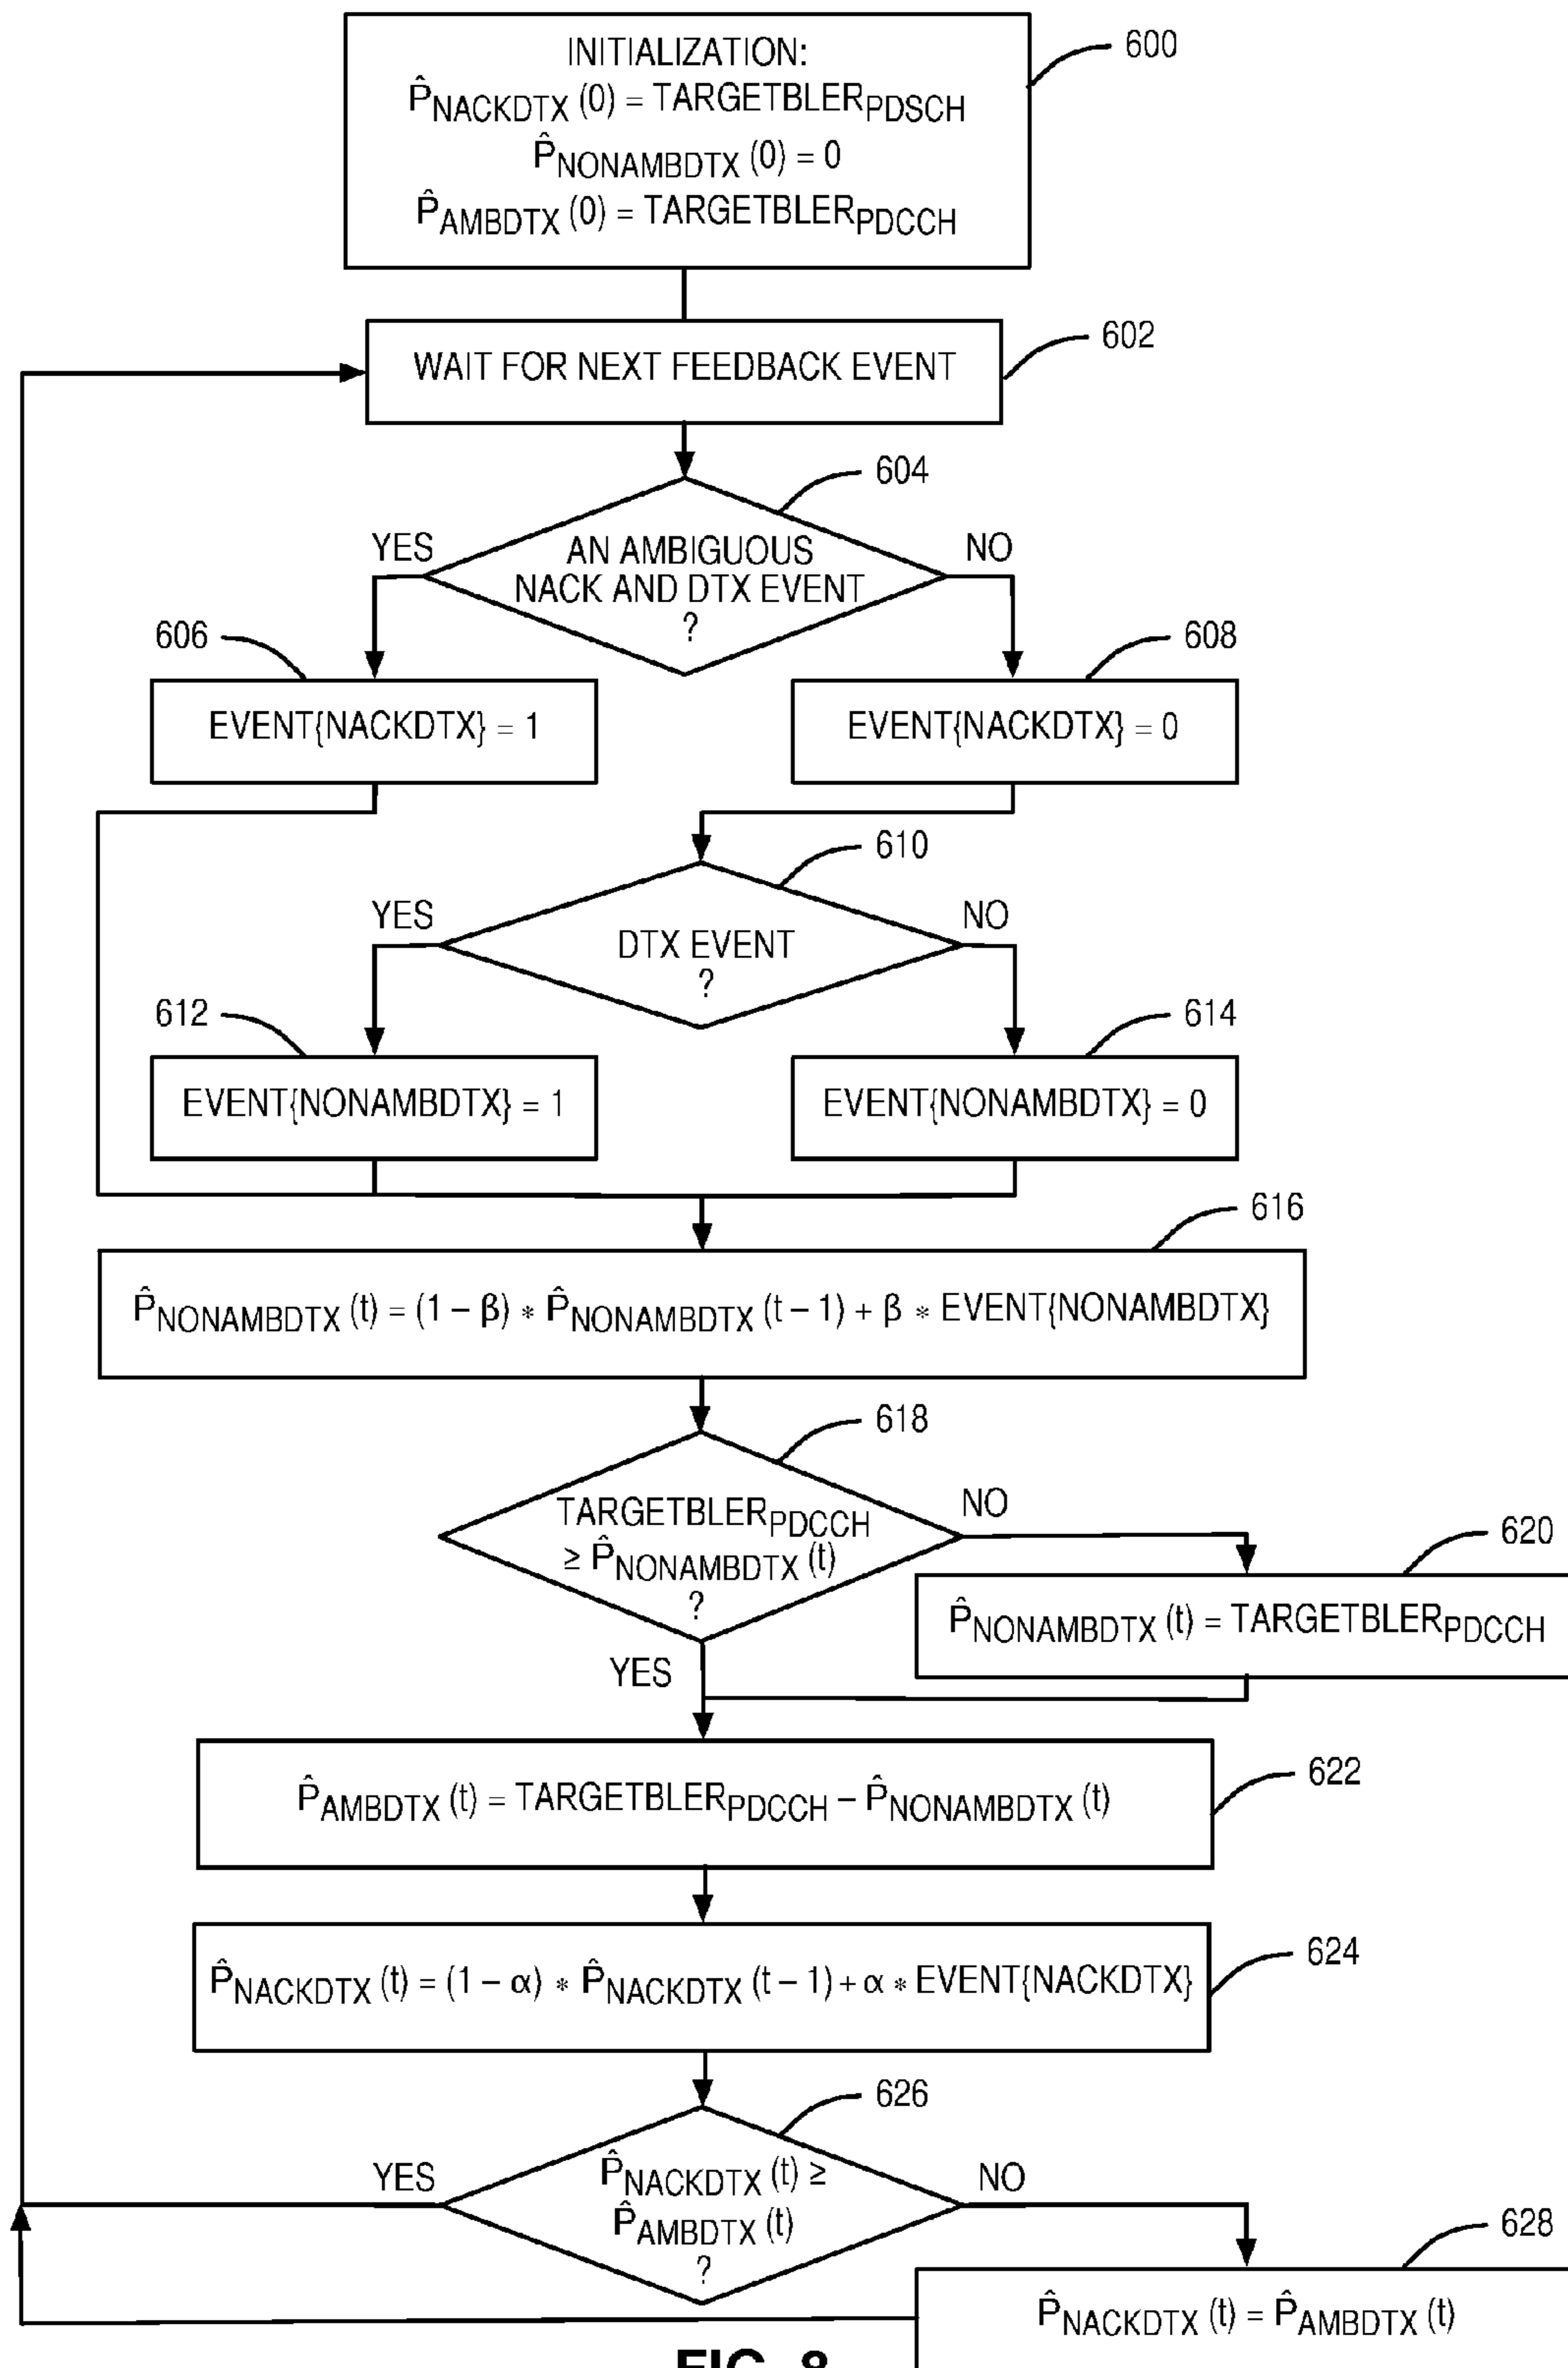 INITIALIZATION:
P̂NACKDTX (0) = TARGETBLERPDSCH
P̂NONAMBDTX (0) = 0
P̂AMBDTX (0) = TARGETBLERPDCCH
600
WAIT FOR NEXT FEEDBACK EVENT
602
604
YES
AN AMBIGUOUS
NACK AND DTX EVENT
?
NO
606
608
EVENT{NACKDTX} = 1
EVENT{NACKDTX} = 0
610
YES
DTX EVENT
?
NO
612
614
EVENT{NONAMBDTX} = 1
EVENT{NONAMBDTX} = 0
616
P̂NONAMBDTX (t) = (1 – β) * P̂NONAMBDTX (t – 1) + β * EVENT{NONAMBDTX}
618
TARGETBLERPDCCH
≥ P̂NONAMBDTX (t)
?
NO
620
P̂NONAMBDTX (t) = TARGETBLERPDCCH
YES
622
P̂AMBDTX (t) = TARGETBLERPDCCH – P̂NONAMBDTX (t)
624
P̂NACKDTX (t) = (1 – α) * P̂NACKDTX (t – 1) + α * EVENT{NACKDTX}
626
YES
P̂NACKDTX (t) ≥
P̂AMBDTX (t)
?
NO
628
P̂NACKDTX (t) = P̂AMBDTX (t)
FIG. 8